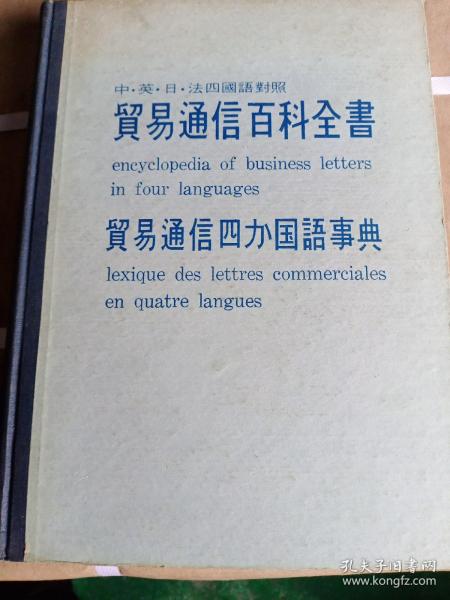 中・英・日・法四國語對照
貿易通信百科全書
encyclopedia of business letters
in four languages
貿易通信四カ国語事典
lexique des lettres commerciales
en quatre langues
孔夫子旧书网
www.kongfz.com